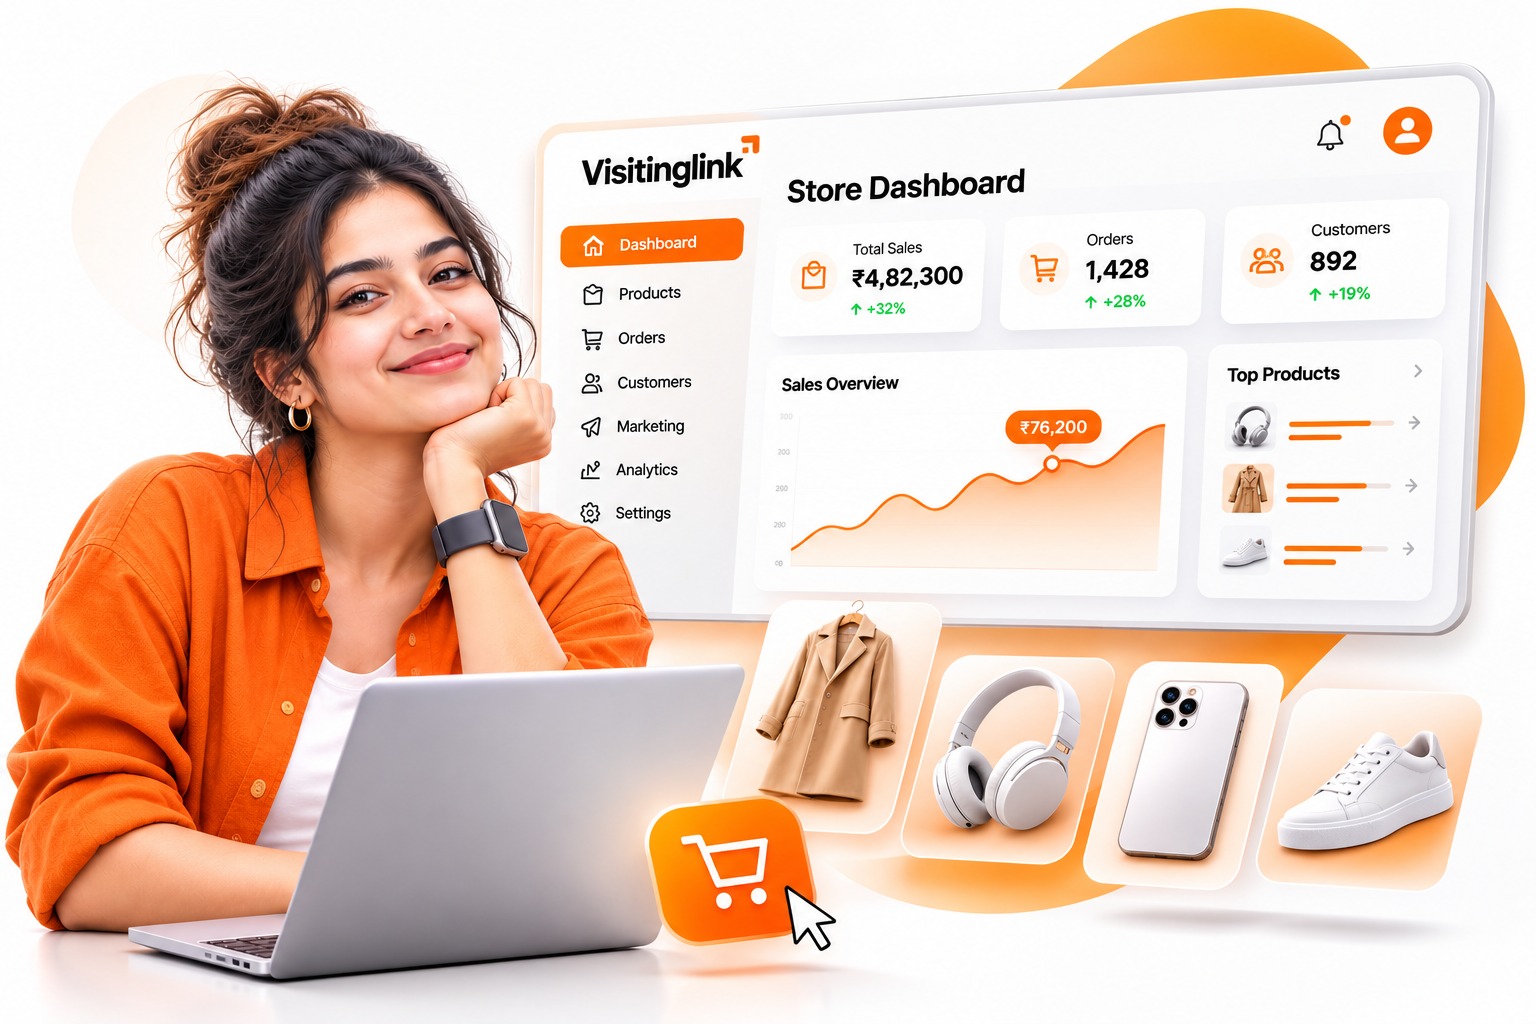 Visitinglink
Store Dashboard
Dashboard
Products
Orders
Customers
Marketing
Analytics
Settings
Total Sales
₹4,82,300
+32%
Orders
1,428
+28%
Customers
892
+19%
Sales Overview
₹76,200
Top Products